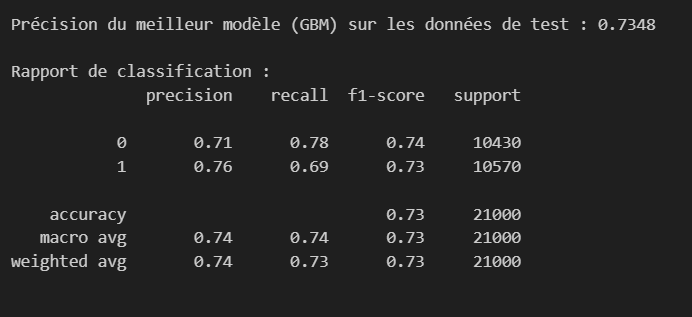 Précision du meilleur modèle (GBM) sur les données de test : 0.7348
Rapport de classification :
precision recall f1-score support
0 0.71 0.78 0.74 10430
1 0.76 0.69 0.73 10570
accuracy 0.73 21000
macro avg 0.74 0.74 0.73 21000
weighted avg 0.74 0.73 0.73 21000